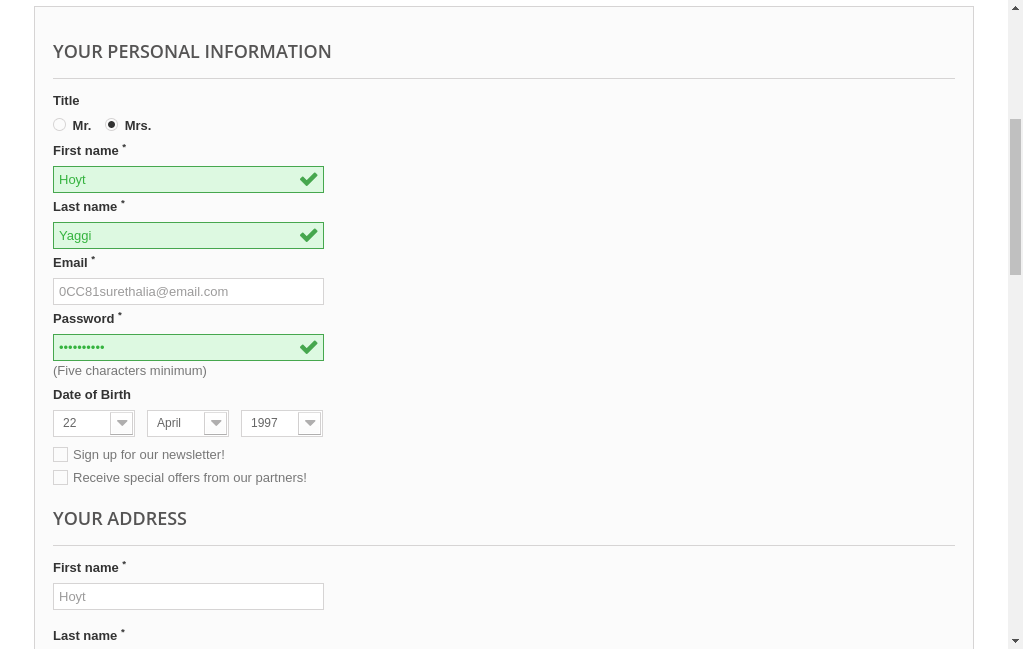 YOUR PERSONAL INFORMATION
Title
Mr. Mrs.
First name *
Hoyt
Last name *
Yaggi
Email *
0CC81surethalia@email.com
Password *
••••••••••
(Five characters minimum)
Date of Birth
22 April 1997
Sign up for our newsletter!
Receive special offers from our partners!
YOUR ADDRESS
First name *
Hoyt
Last name *